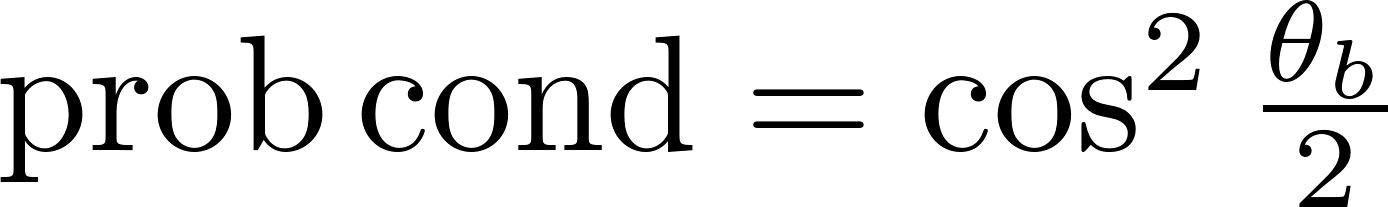 prob cond = cos² θ_b/2